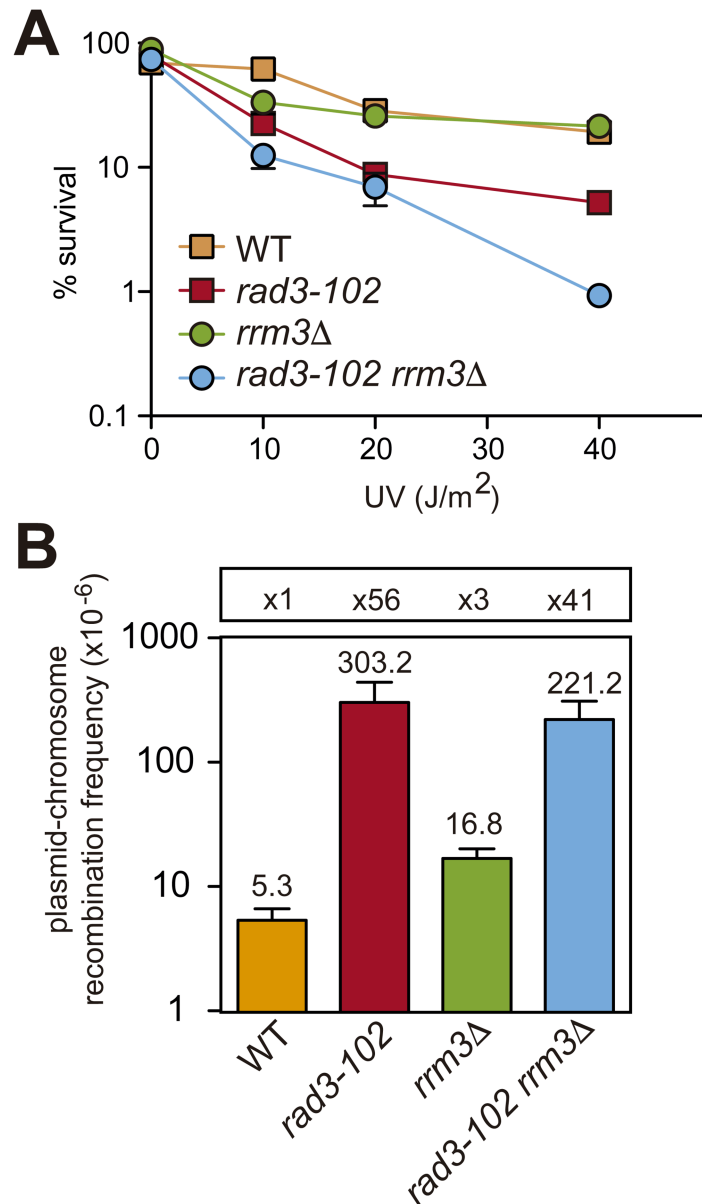 A
100
10
1
0.1
% survival
WT
rad3-102
rrm3Δ
rad3-102 rrm3Δ
0 10 20 30 40
UV (J/m²)
B
plasmid-chromosome
recombination frequency (x10⁻⁶)
x1 x56 x3 x41
1000
100
10
1
5.3
303.2
16.8
221.2
WT
rad3-102
rrm3Δ
rad3-102 rrm3Δ